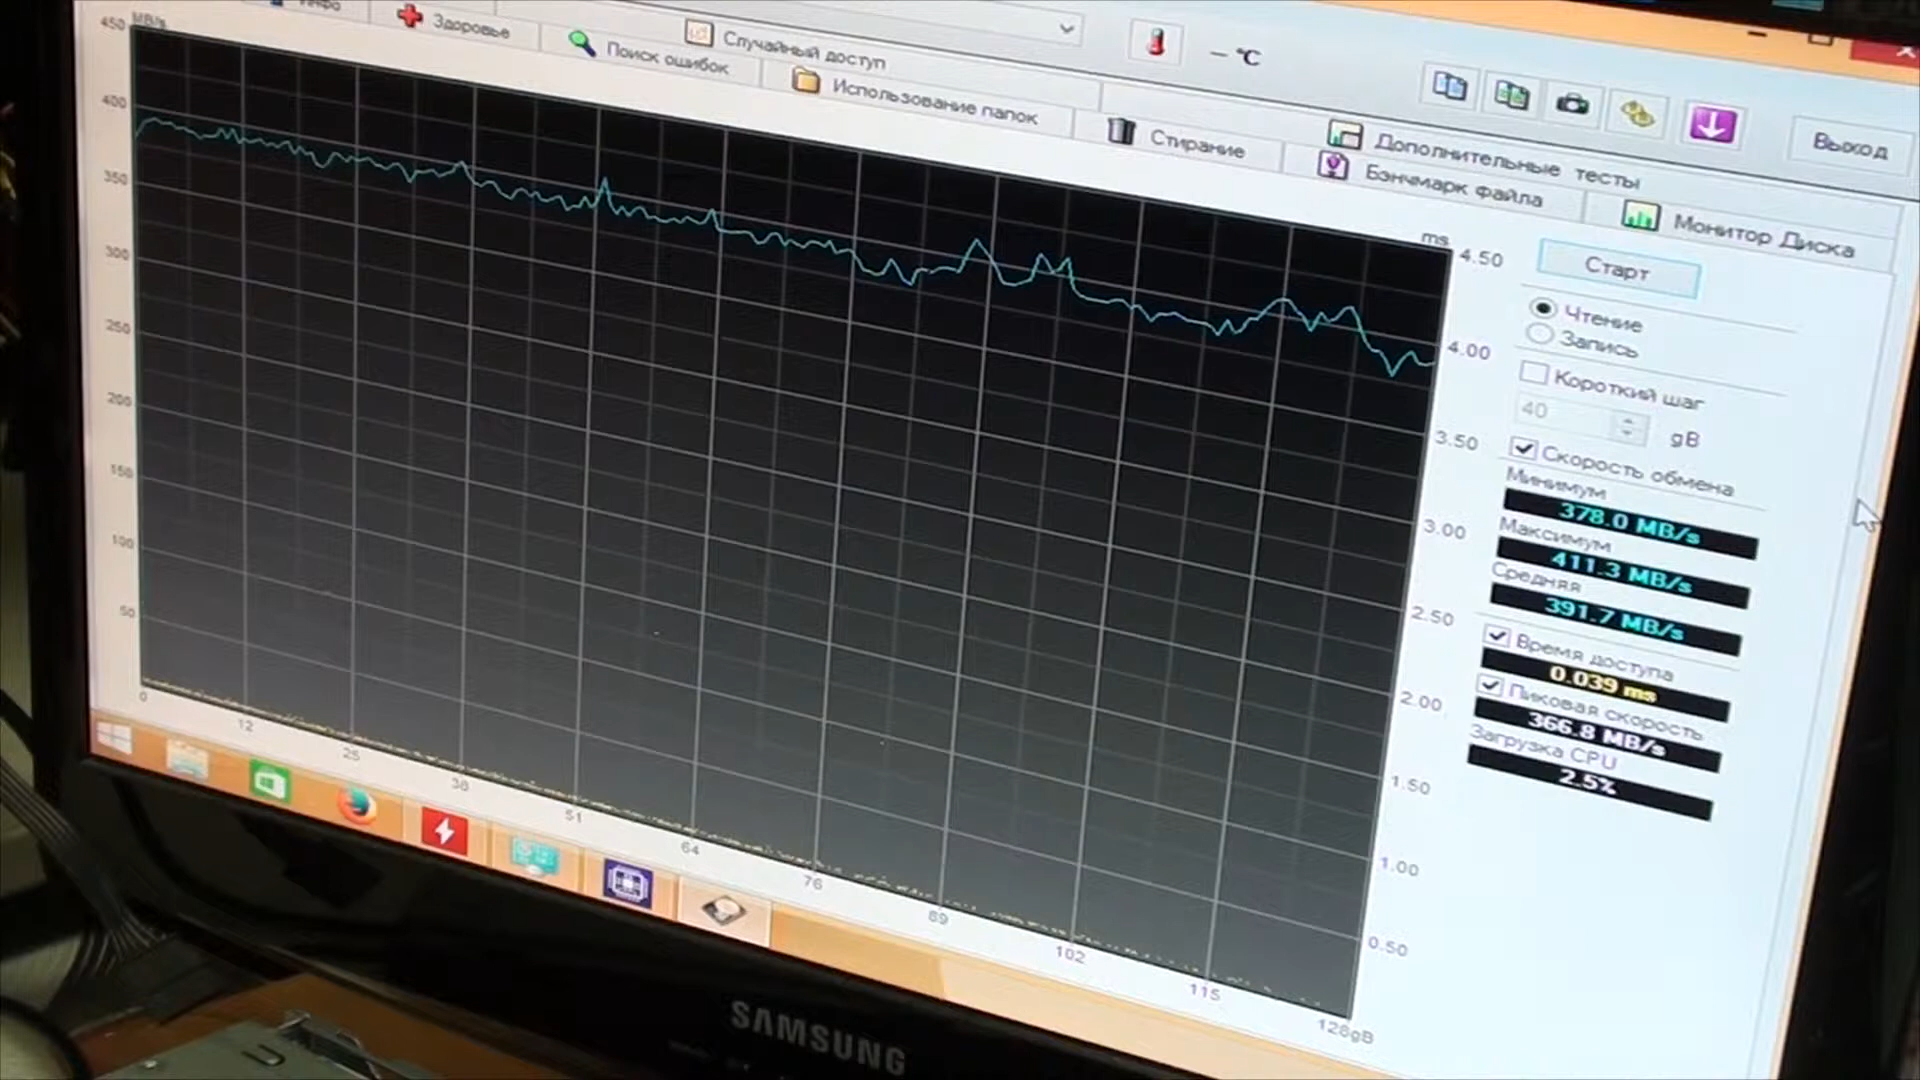 Инфо
Здоровье
Поиск ошибок
Случайный доступ
Использование папок
– °C
Стирание
Дополнительные тесты
Бэнчмарк файла
Монитор Диска
Выход
MB/s
450
400
350
300
250
200
150
100
50
ms
4.50
4.00
3.50
3.00
2.50
2.00
1.50
1.00
0.50
0
12
25
38
51
64
76
89
102
115
128gB
Старт
Чтение
Запись
Короткий шаг
40 gB
Скорость обмена
Минимум
378.0 MB/s
Максимум
411.3 MB/s
Средняя
391.7 MB/s
Время доступа
0.039 ms
Пиковая скорость
366.8 MB/s
Загрузка CPU
2.5%
SAMSUNG